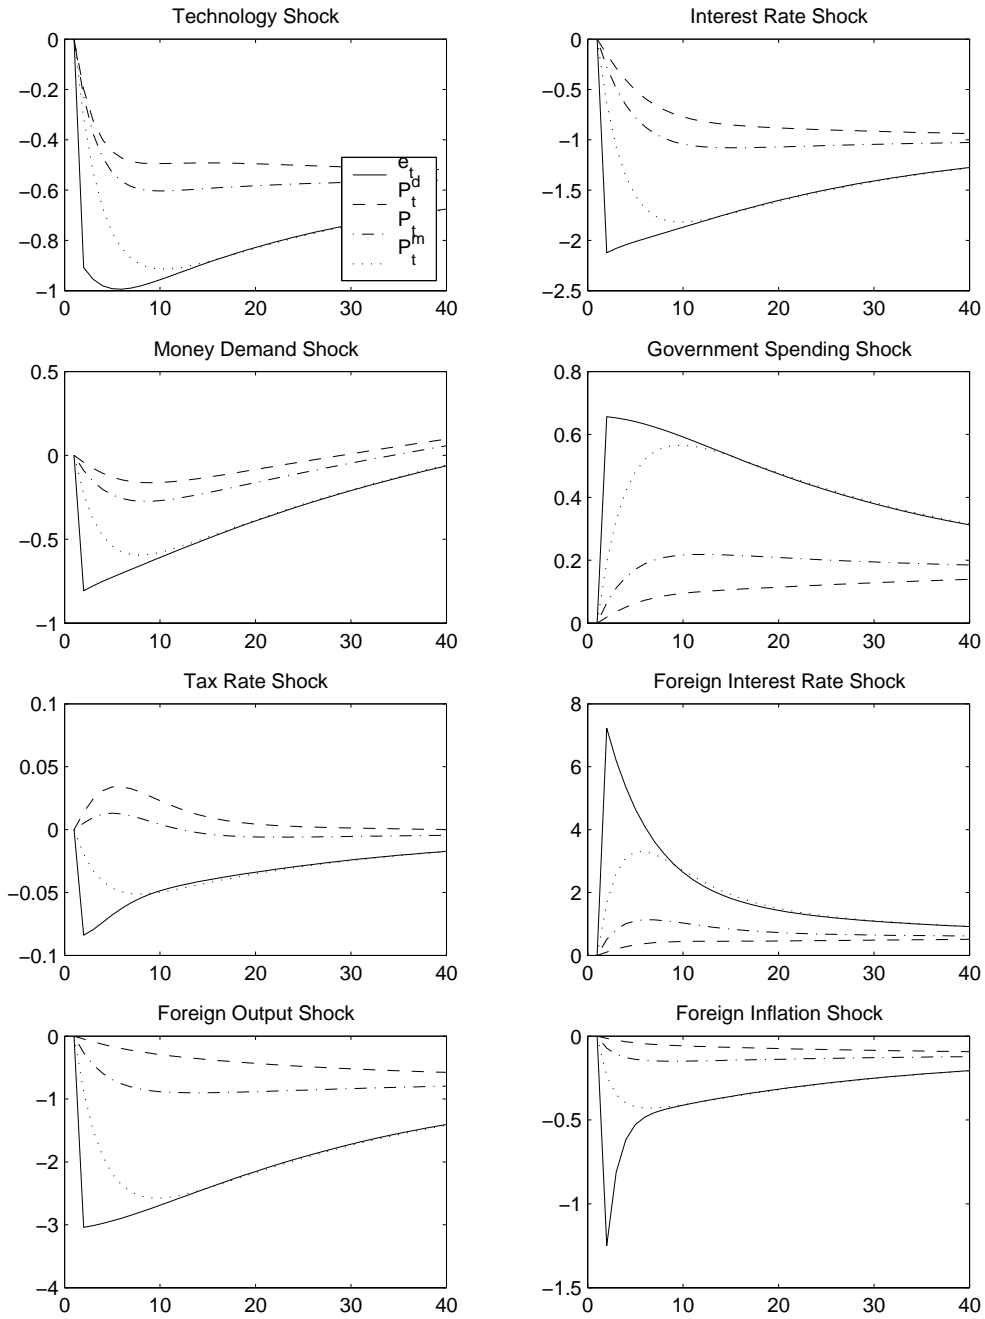 Technology Shock
0
−0.2
−0.4
−0.6
−0.8
−1
0 10 20 30 40
e_t
P^d_t
P_t
P^m_t
Interest Rate Shock
0
−0.5
−1
−1.5
−2
−2.5
0 10 20 30 40
Money Demand Shock
0.5
0
−0.5
−1
0 10 20 30 40
Government Spending Shock
0.8
0.6
0.4
0.2
0
0 10 20 30 40
Tax Rate Shock
0.1
0.05
0
−0.05
−0.1
0 10 20 30 40
Foreign Interest Rate Shock
8
6
4
2
0
0 10 20 30 40
Foreign Output Shock
0
−1
−2
−3
−4
0 10 20 30 40
Foreign Inflation Shock
0
−0.5
−1
−1.5
0 10 20 30 40